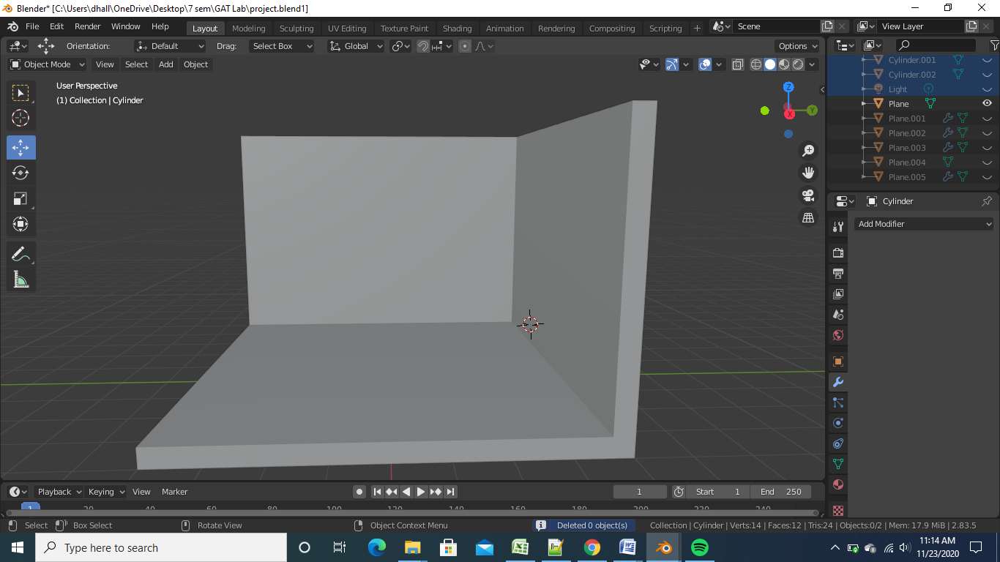 Blender* [C:\Users\dhall\OneDrive\Desktop\7 sem\GAT Lab\project.blend1]
File Edit Render Window Help Layout Modeling Sculpting UV Editing Texture Paint Shading Animation Rendering Compositing Scripting + Scene View Layer
Orientation: Default Drag: Select Box Global Options
Object Mode View Select Add Object
User Perspective
(1) Collection | Cylinder
Z
Y
X
Cylinder.001
Cylinder.002
Light
Plane
Plane.001
Plane.002
Plane.003
Plane.004
Plane.005
Cylinder
Add Modifier
Playback Keying View Marker 1 Start 1 End 250
1 20 40 60 80 100 120 140 160 180 200 220 240
Select Box Select Rotate View Object Context Menu Deleted 0 object(s) Collection | Cylinder | Verts:14 | Faces:12 | Tris:24 | Objects:0/2 | Mem: 17.9 MiB | 2.83.5
Type here to search
11:14 AM
11/23/2020